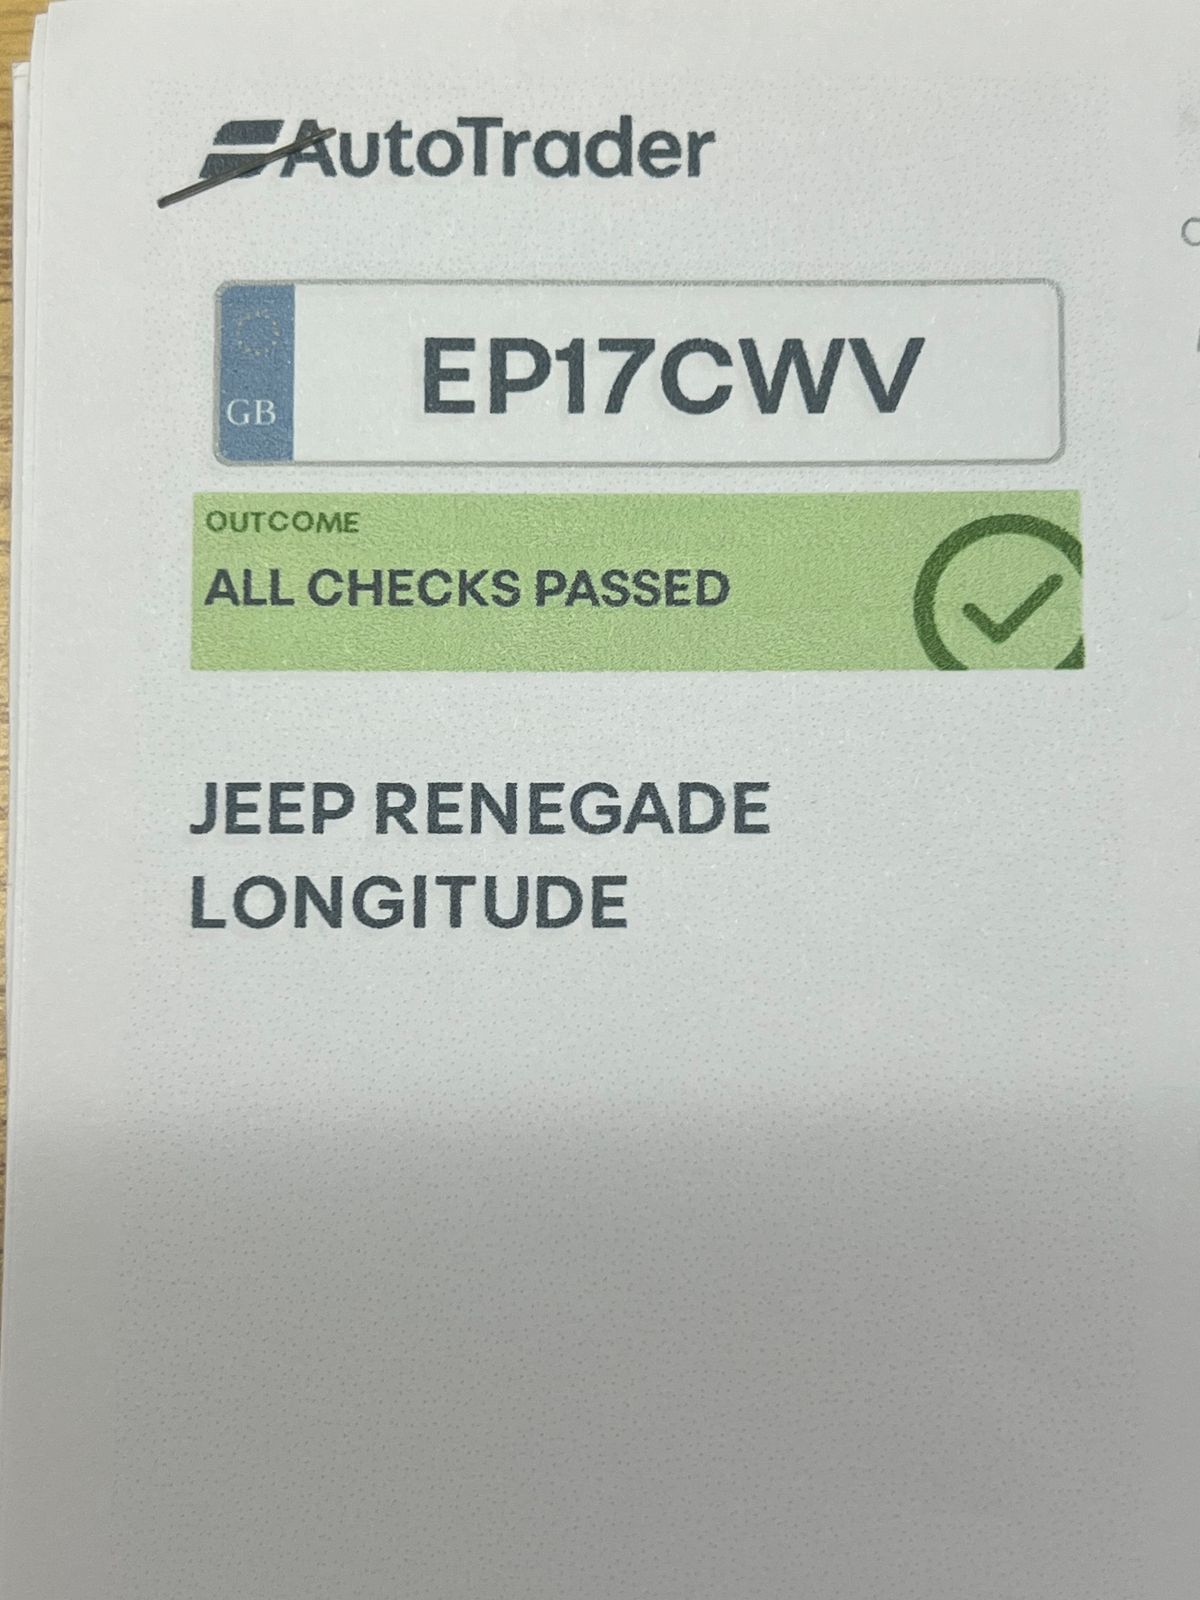 AutoTrader
GB
EP17CWV
OUTCOME
ALL CHECKS PASSED
JEEP RENEGADE
LONGITUDE